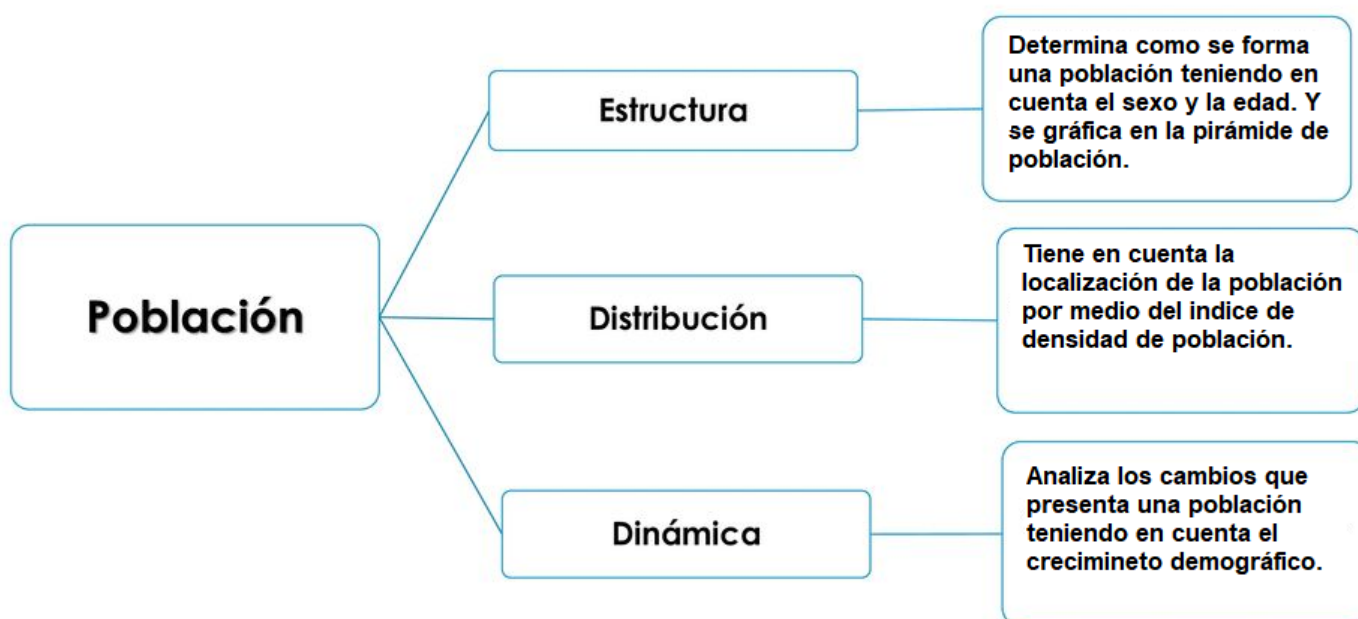 Población
Estructura
Determina como se forma
una población teniendo en
cuenta el sexo y la edad. Y
se gráfica en la pirámide de
población.
Distribución
Tiene en cuenta la
localización de la población
por medio del indice de
densidad de población.
Dinámica
Analiza los cambios que
presenta una población
teniendo en cuenta el
crecimineto demográfico.